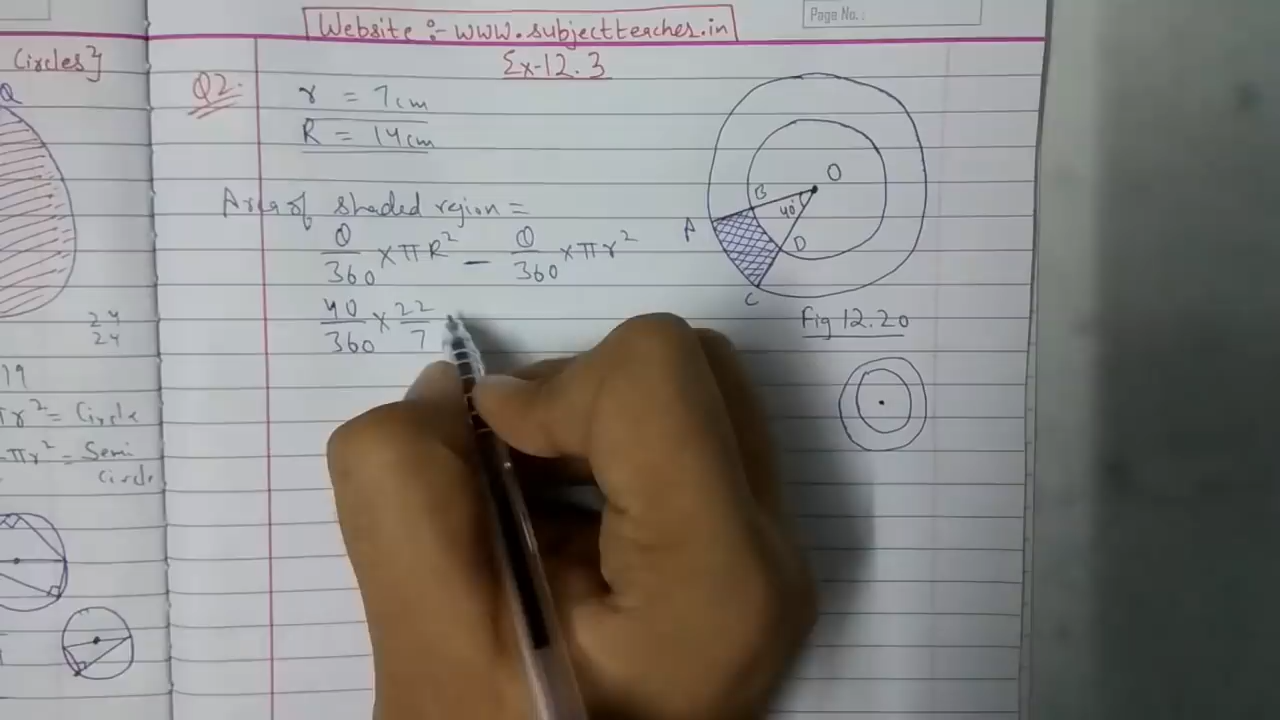 Page No. :
Website :- www.subjectteacher.in
Circles}
Ex-12.3
Q
Q2.
r = 7cm
R = 14cm
Area of shaded region =
θ/360 × πR² - θ/360 × πr²
40/360 × 22/7
O
B
40°
A
D
C
Fig 12.20
24
24
πr² = Circle
πr² = Semi
Circle